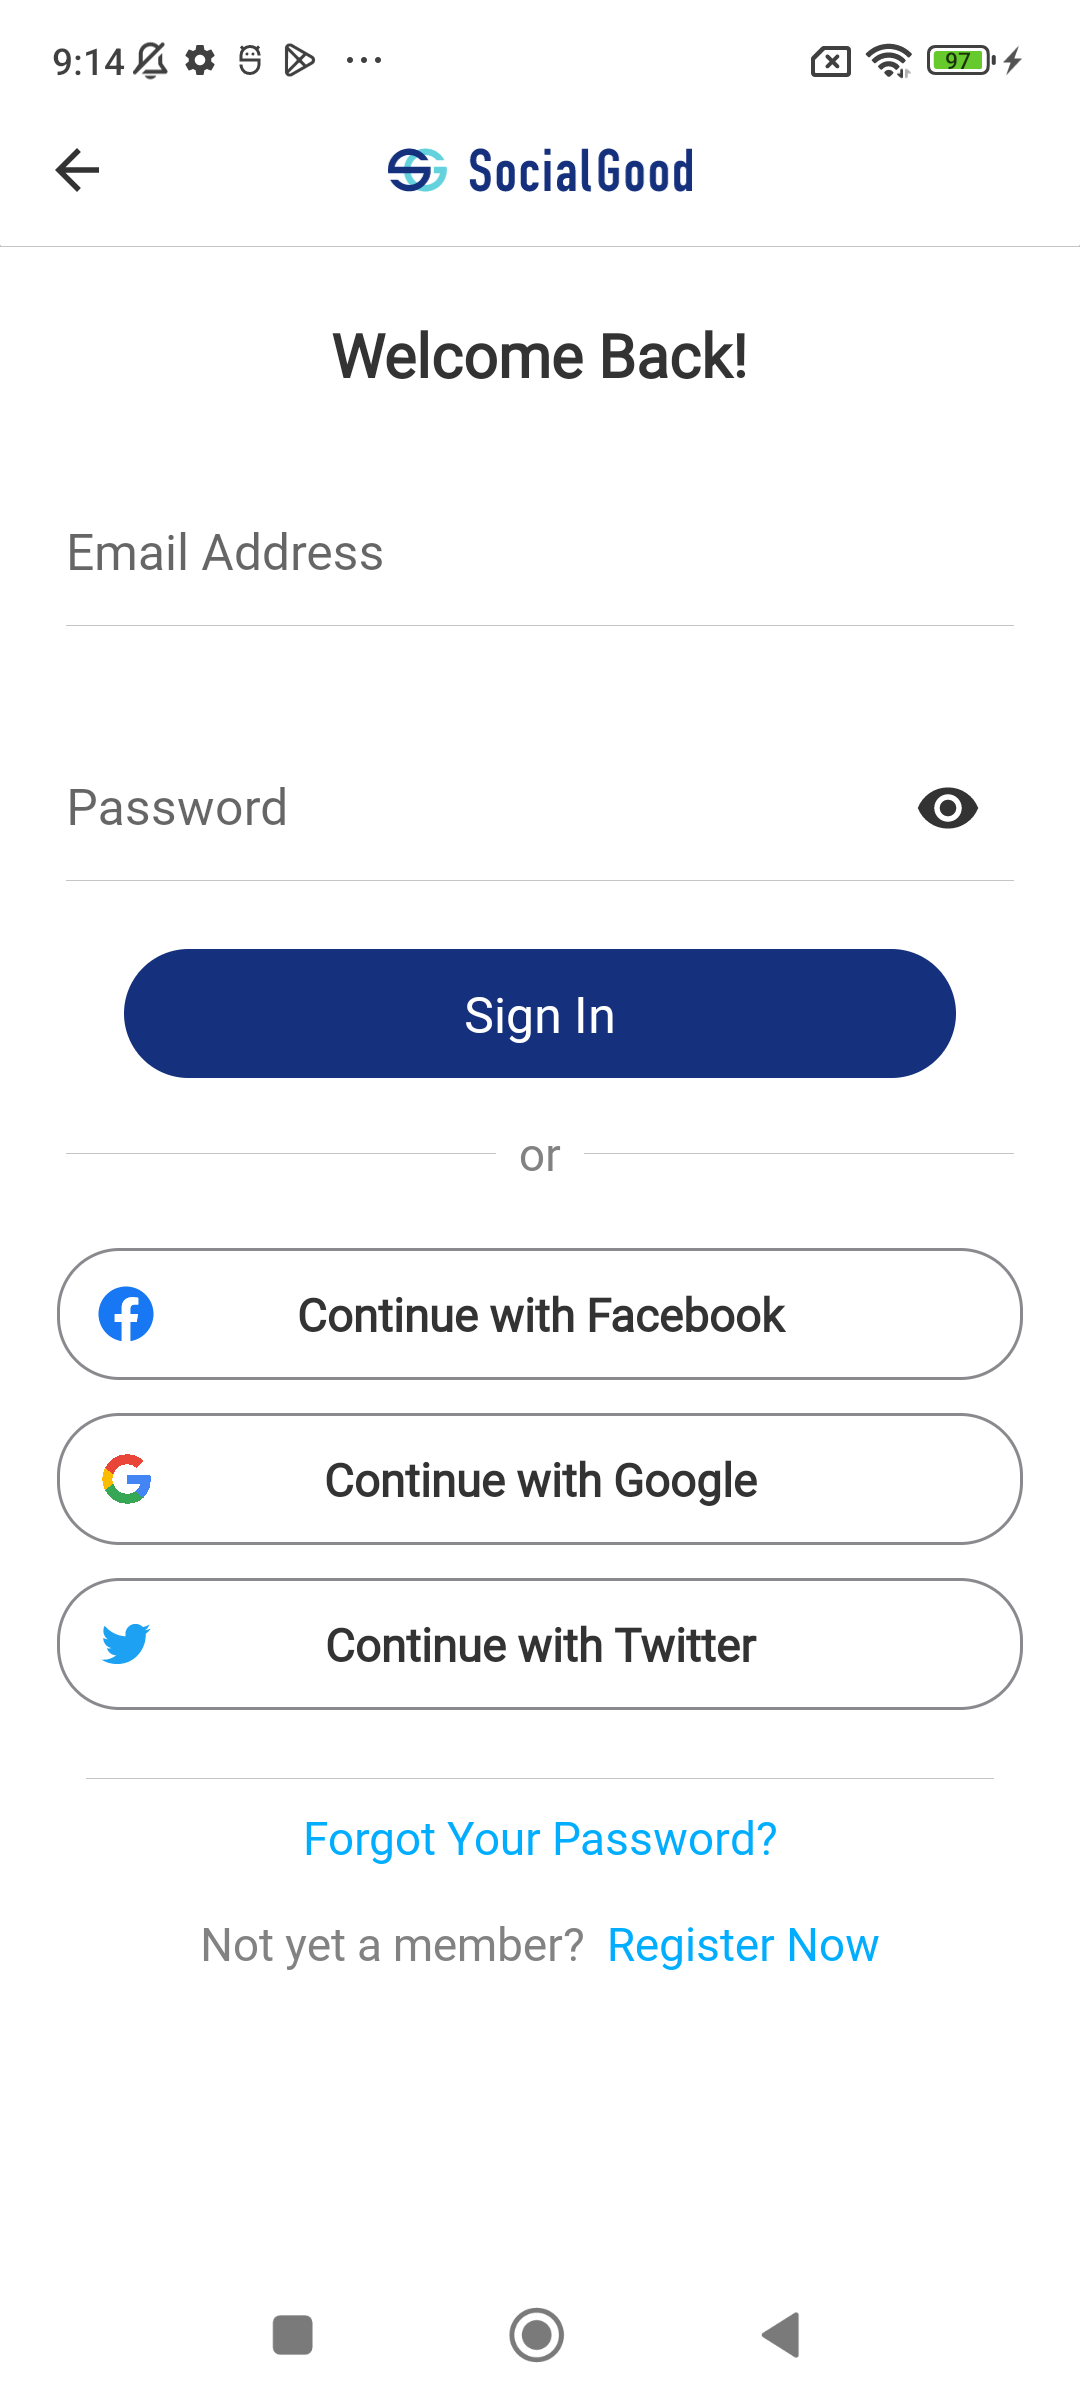 9:14
97
SocialGood
Welcome Back!
Email Address
Password
Sign In
or
Continue with Facebook
Continue with Google
Continue with Twitter
Forgot Your Password?
Not yet a member? Register Now